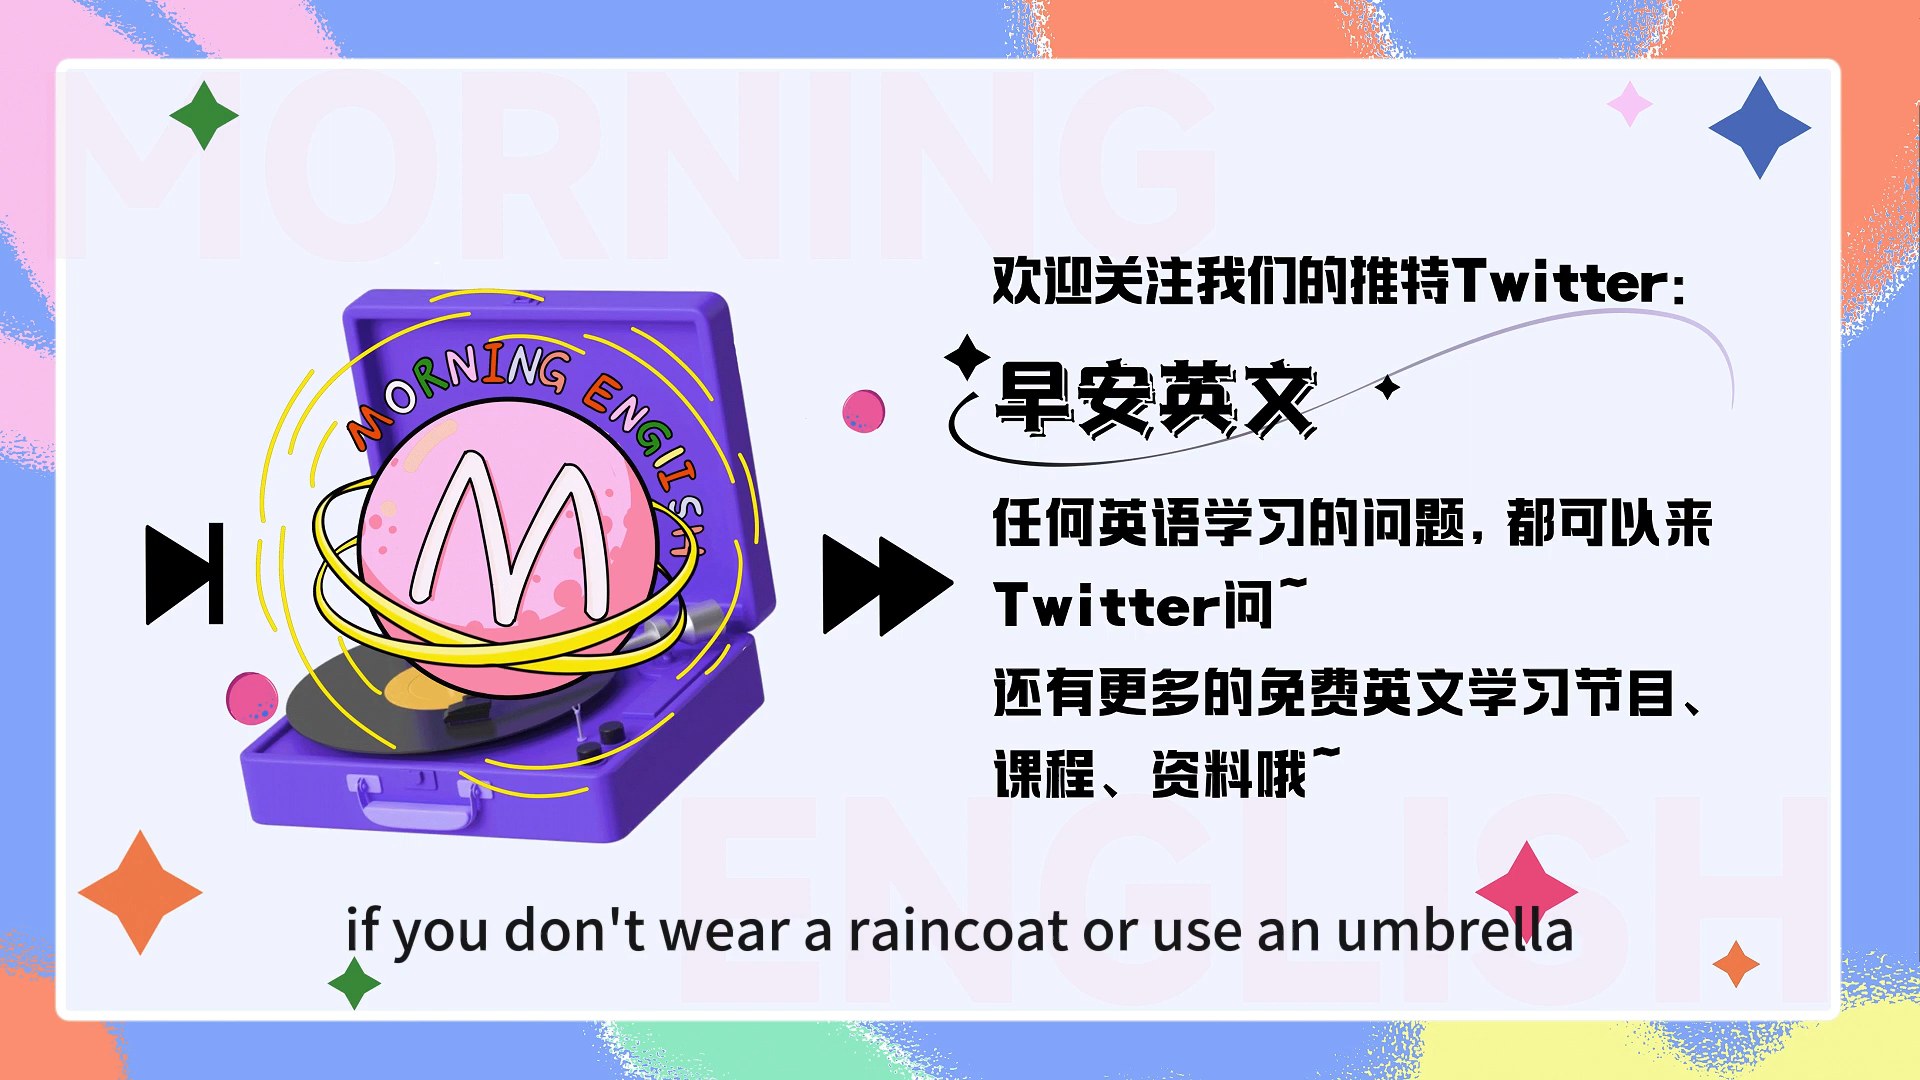 MORNING
欢迎关注我们的推特Twitter:
早安英文
MORNING ENGlISH
M
任何英语学习的问题, 都可以来
Twitter问~
还有更多的免费英文学习节目、
课程、资料哦~
ENGLISH
if you don't wear a raincoat or use an umbrella